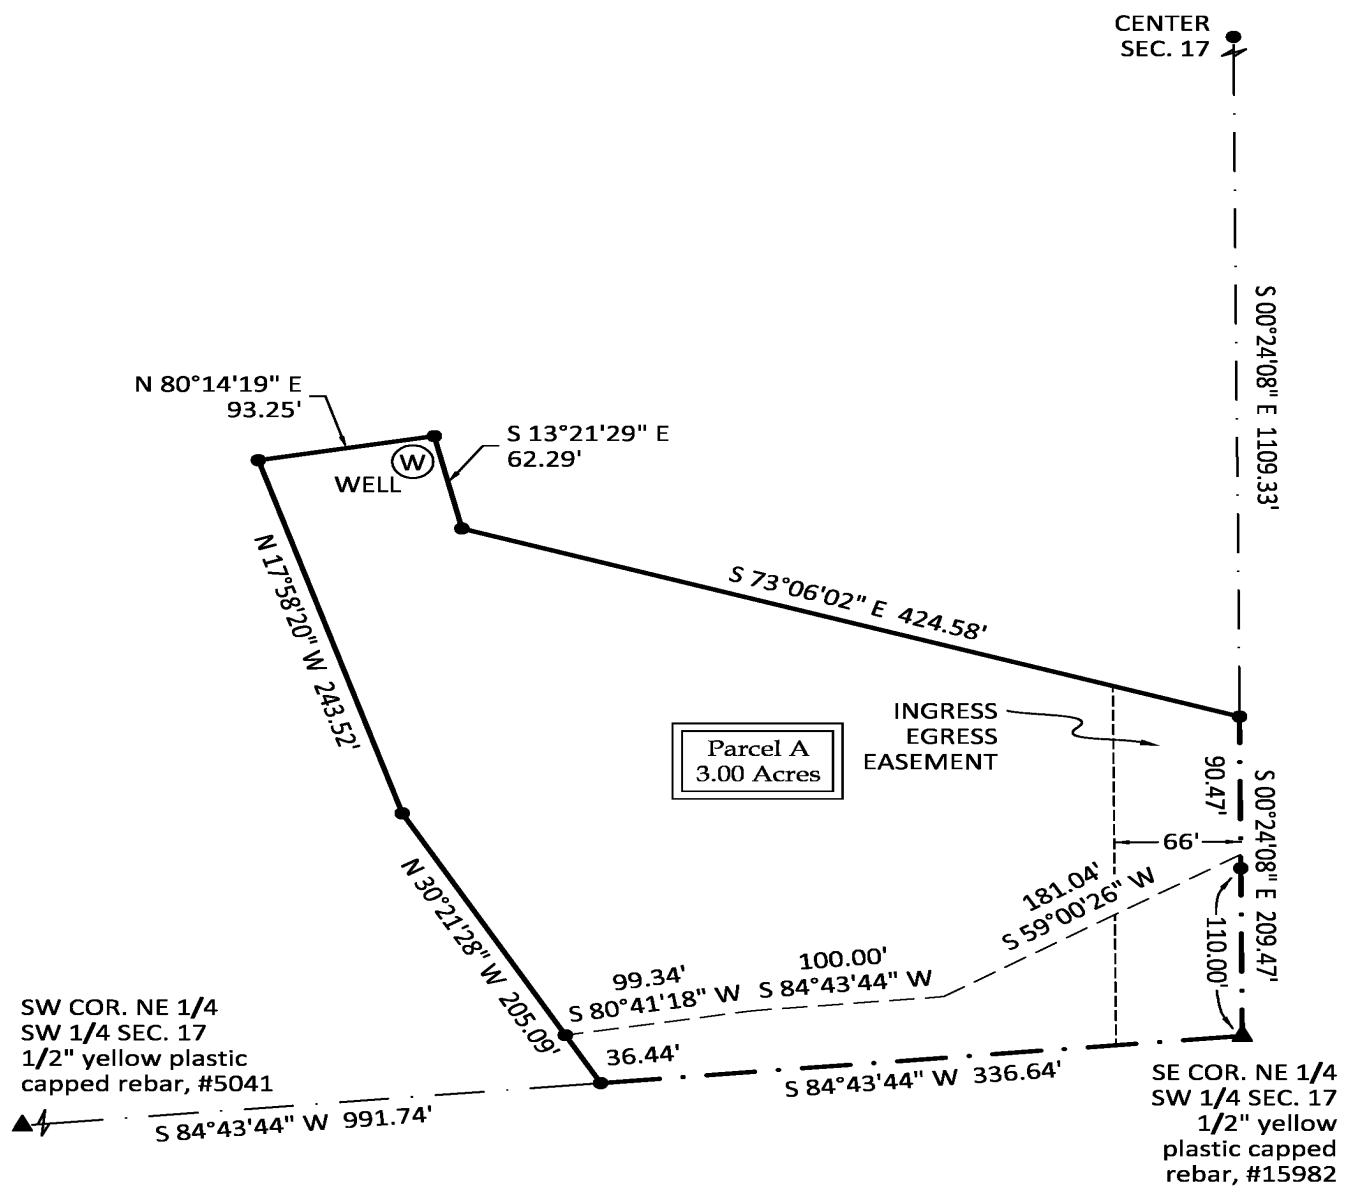 CENTER
SEC. 17
S 00°24'08" E 1109.33'
N 80°14'19" E
93.25'
S 13°21'29" E
62.29'
W
WELL
N 17°58'20" W 243.52'
S 73°06'02" E 424.58'
INGRESS
EGRESS
EASEMENT
Parcel A
3.00 Acres
90.47'
S 00°24'08" E 209.47'
66'
181.04'
S 59°00'26" W
110.00'
N 30°21'28" W 205.09'
100.00'
S 84°43'44" W
99.34'
S 80°41'18" W
36.44'
S 84°43'44" W 336.64'
SW COR. NE 1/4
SW 1/4 SEC. 17
1/2" yellow plastic
capped rebar, #5041
S 84°43'44" W 991.74'
SE COR. NE 1/4
SW 1/4 SEC. 17
1/2" yellow
plastic capped
rebar, #15982